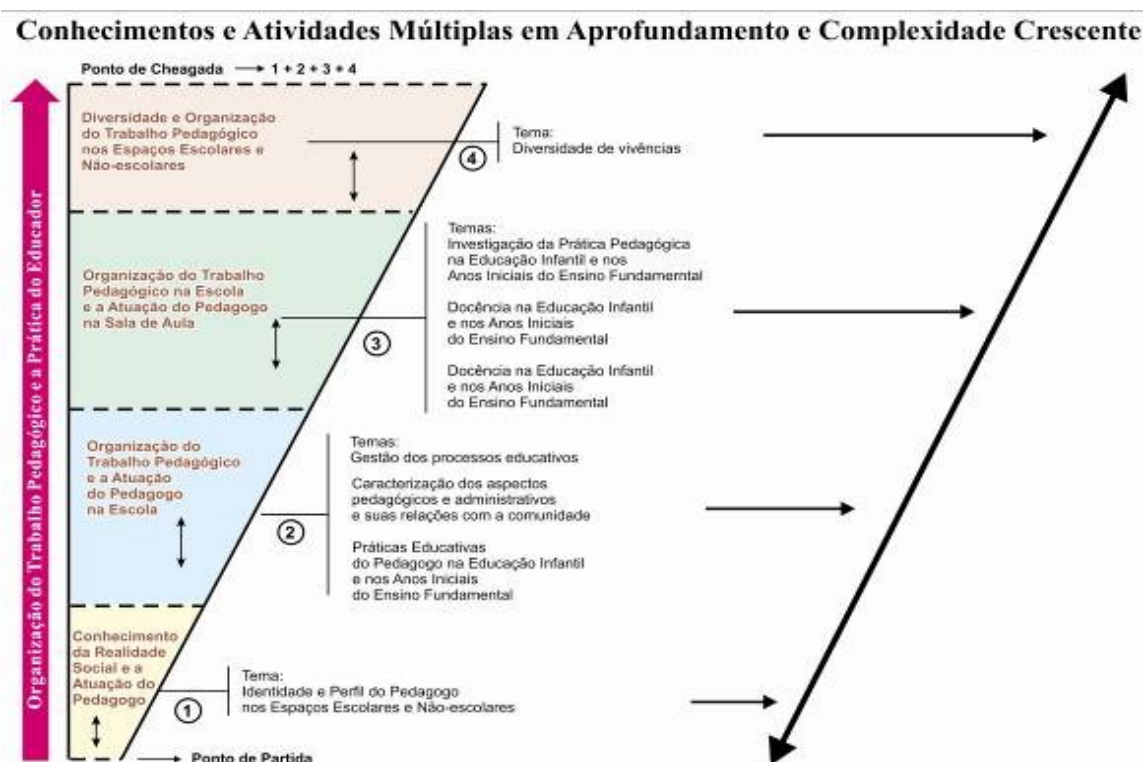 Conhecimentos e Atividades Múltiplas em Aprofundamento e Complexidade Crescente
Ponto de Cheagada → 1 + 2 + 3 + 4
Organização do Trabalho Pedagógico e a Prática do Educador
Diversidade e Organização
do Trabalho Pedagógico
nos Espaços Escolares e
Não-escolares
4
Tema:
Diversidade de vivências
Organização do Trabalho
Pedagógico na Escola
e a Atuação do Pedagogo
na Sala de Aula
3
Temas:
Investigação da Prática Pedagógica
na Educação Infantil e nos
Anos Iniciais do Ensino Fundamerntal
Docência na Educação Infantil
e nos Anos Iniciais
do Ensino Fundamental
Docência na Educação Infantil
e nos Anos Iniciais
do Ensino Fundamental
Organização do
Trabalho Pedagógico
e a Atuação
do Pedagogo
na Escola
2
Temas:
Gestão dos processos educativos
Caracterização dos aspectos
pedagógicos e administrativos
e suas relações com a comunidade
Práticas Educativas
do Pedagogo na Educação Infantil
e nos Anos Iniciais
do Ensino Fundamental
Conhecimento
da Realidade
Social e a
Atuação do
Pedagogo
1
Tema:
Identidade e Perfil do Pedagogo
nos Espaços Escolares e Não-escolares
Ponto de Partida